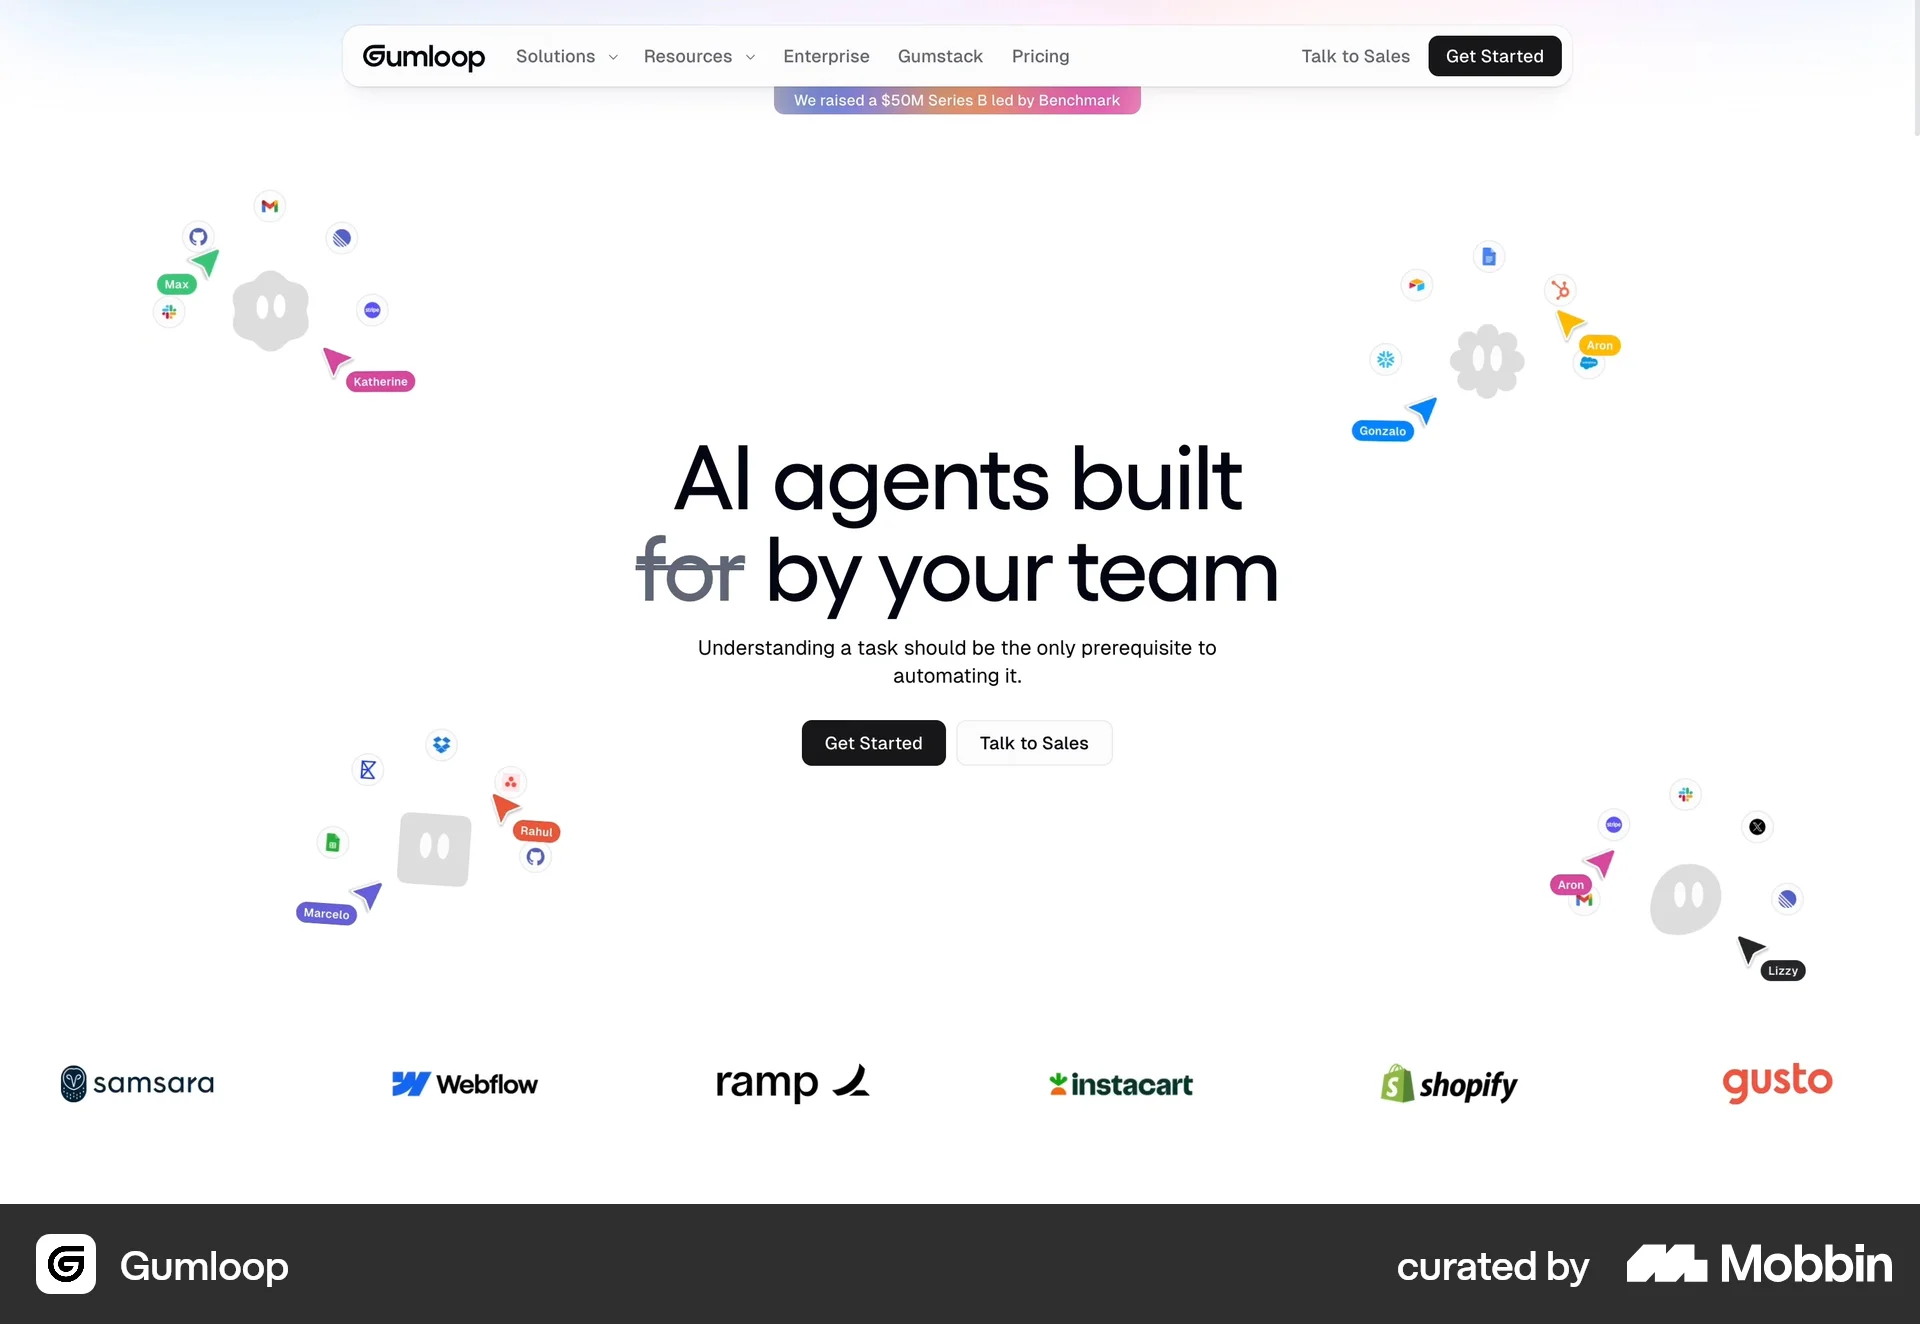 Gumloop
Solutions
Resources
Enterprise
Gumstack
Pricing
Talk to Sales
Get Started
We raised a $50M Series B led by Benchmark
Max
stripe
Katherine
Aron
Gonzalo
AI agents built
for by your team
Understanding a task should be the only prerequisite to
automating it.
Get Started
Talk to Sales
Rahul
Marcelo
stripe
Aron
Lizzy
samsara
Webflow
ramp
instacart
shopify
gusto
Gumloop
curated by
Mobbin